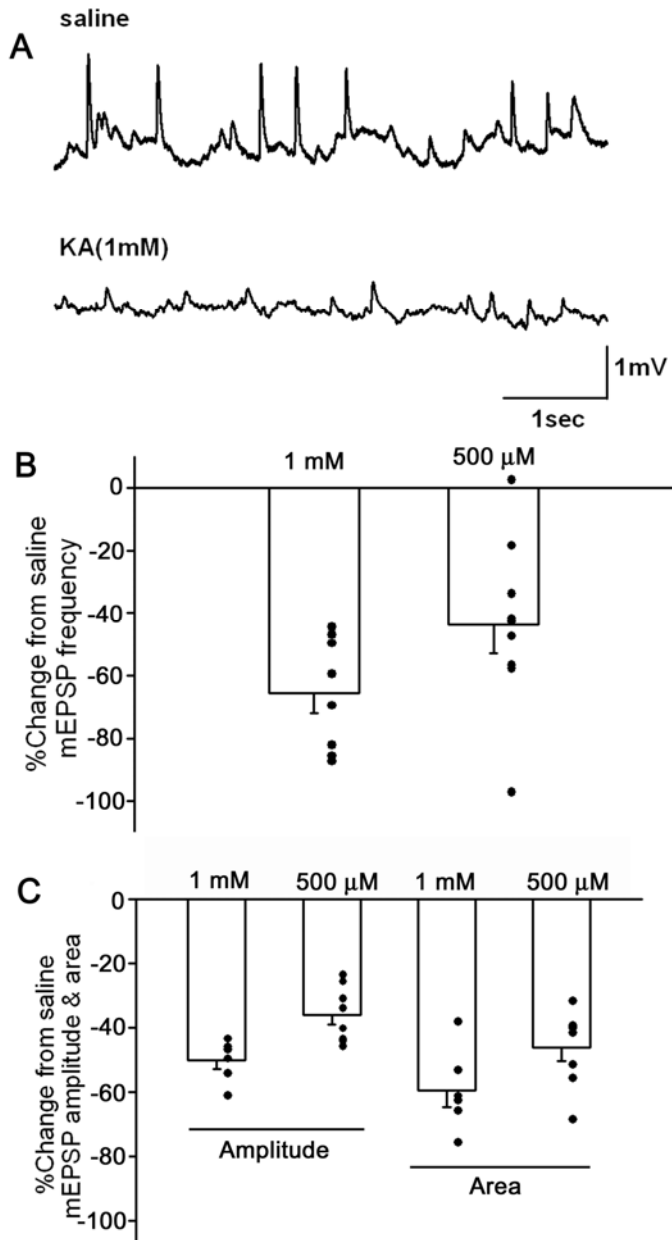 saline
A
KA(1mM)
1mV
1sec
B
1 mM 500 μM
0
-20
-40
-60
-80
-100
%Change from saline
mEPSP frequency
C
1 mM 500 μM 1 mM 500 μM
0
-20
-40
-60
-80
-100
%Change from saline
mEPSP amplitude & area
Amplitude
Area